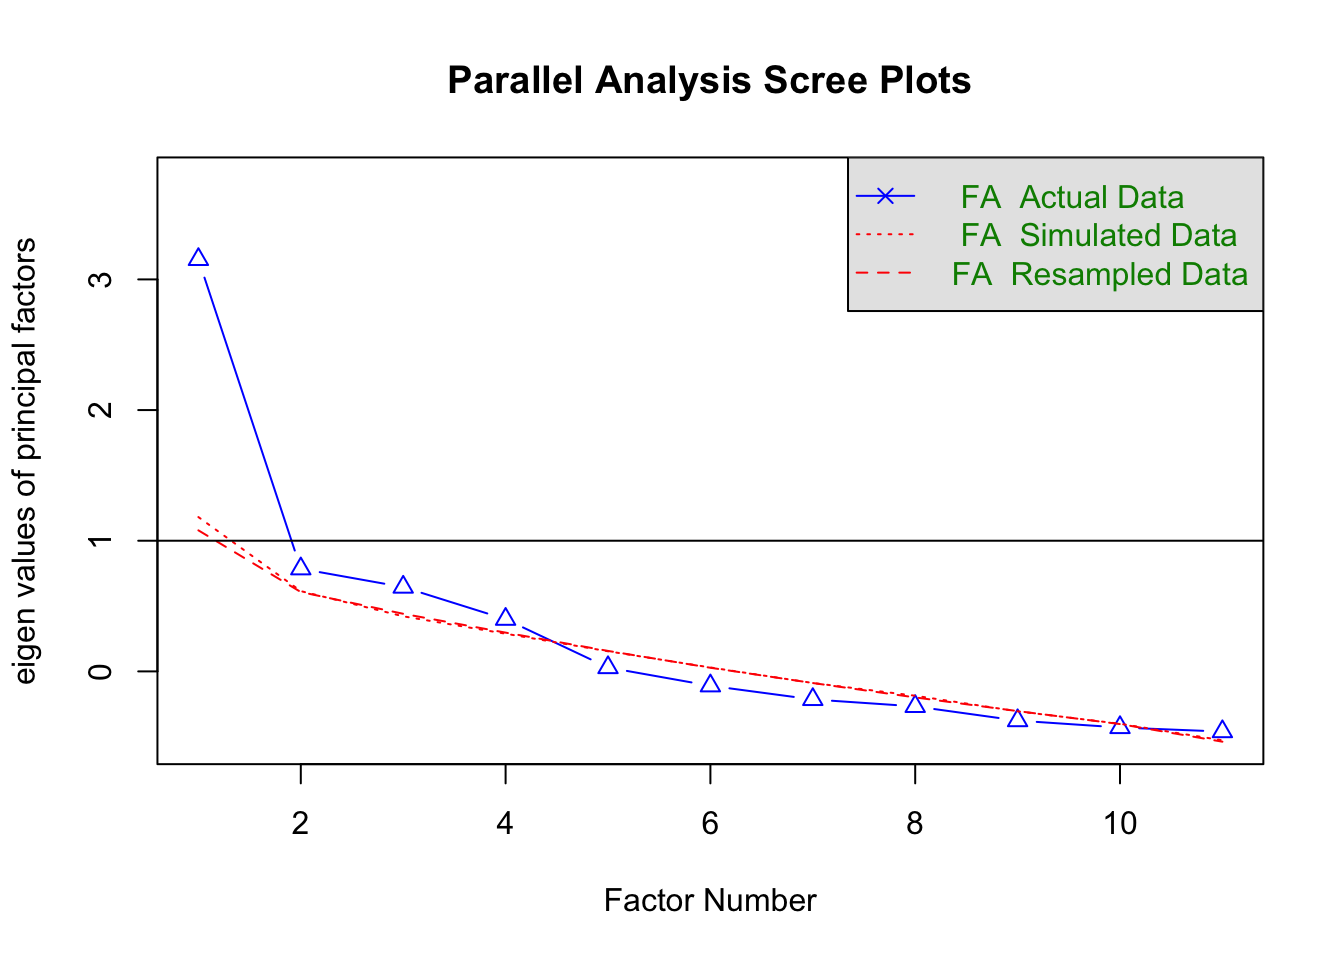 Parallel Analysis Scree Plots
FA Actual Data
FA Simulated Data
FA Resampled Data
eigen values of principal factors
3
2
1
0
2 4 6 8 10
Factor Number